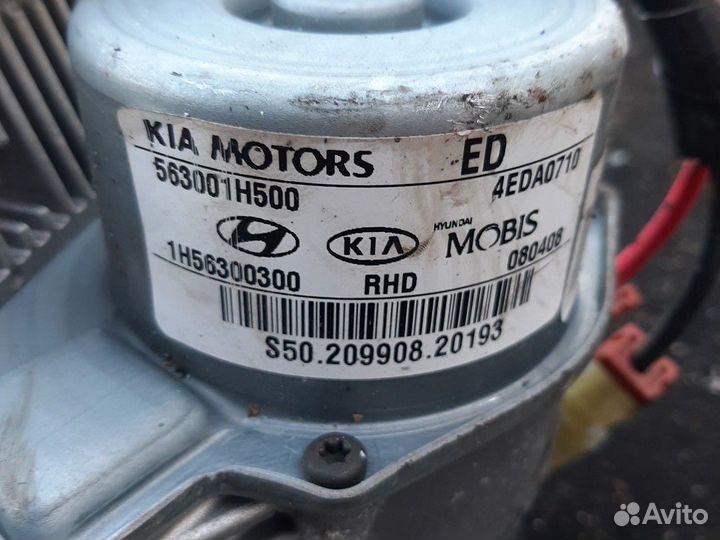 KIA MOTORS ED
563001H500 4EDA0710
KIA HYUNDAI MOBIS
1H56300300 RHD 080408
S50.209908.20193
Avito